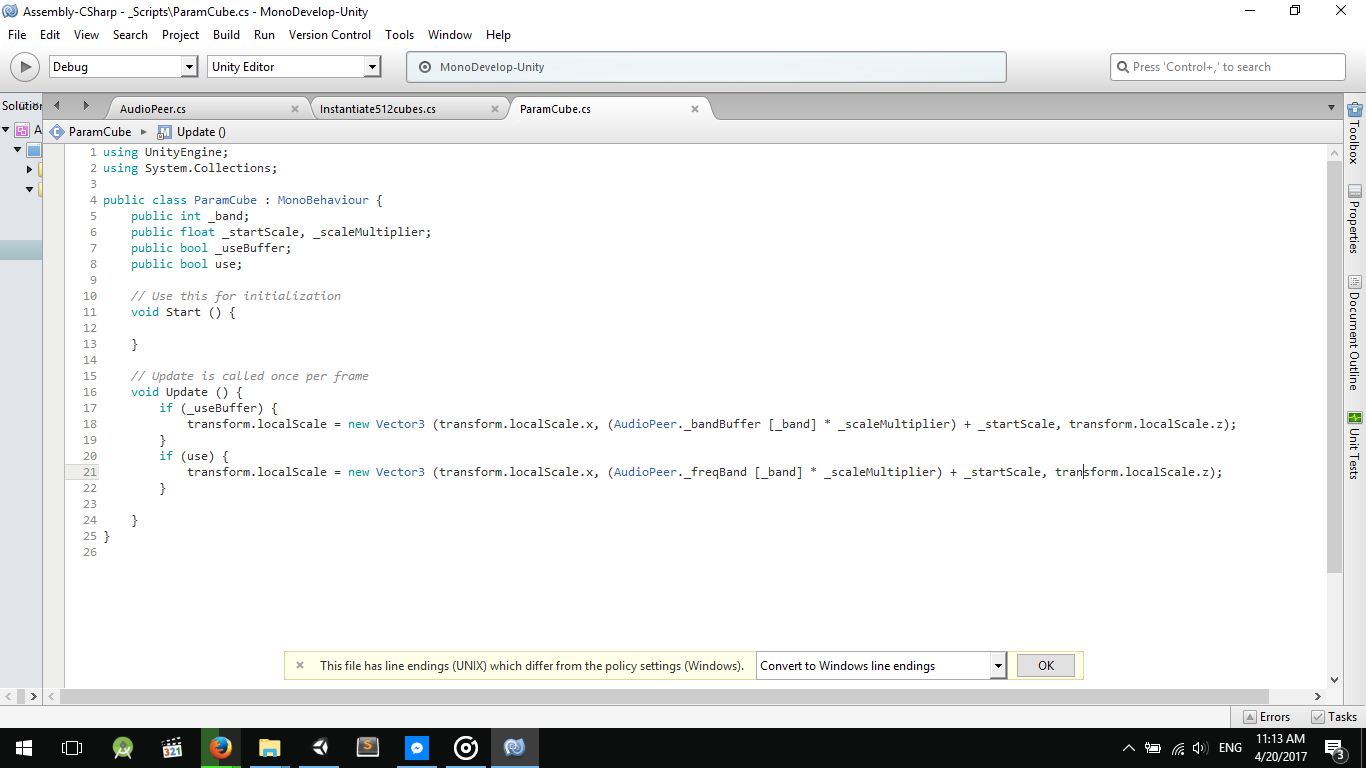 Assembly-CSharp - _Scripts\ParamCube.cs - MonoDevelop-Unity
File Edit View Search Project Build Run Version Control Tools Window Help
Debug Unity Editor MonoDevelop-Unity Press 'Control+,' to search
AudioPeer.cs Instantiate512cubes.cs ParamCube.cs
ParamCube Update ()
A
1 using UnityEngine;
2 using System.Collections;
3
4 public class ParamCube : MonoBehaviour {
5 public int _band;
6 public float _startScale, _scaleMultiplier;
7 public bool _useBuffer;
8 public bool use;
9
10 // Use this for initialization
11 void Start () {
12
13 }
14
15 // Update is called once per frame
16 void Update () {
17 if (_useBuffer) {
18 transform.localScale = new Vector3 (transform.localScale.x, (AudioPeer._bandBuffer [_band] * _scaleMultiplier) + _startScale, transform.localScale.z);
19 }
20 if (use) {
21 transform.localScale = new Vector3 (transform.localScale.x, (AudioPeer._freqBand [_band] * _scaleMultiplier) + _startScale, transform.localScale.z);
22 }
23
24 }
25 }
26
Toolbox
Properties
Document Outline
Unit Tests
This file has line endings (UNIX) which differ from the policy settings (Windows). Convert to Windows line endings OK
Errors Tasks
321
S
ENG
11:13 AM
4/20/2017
3